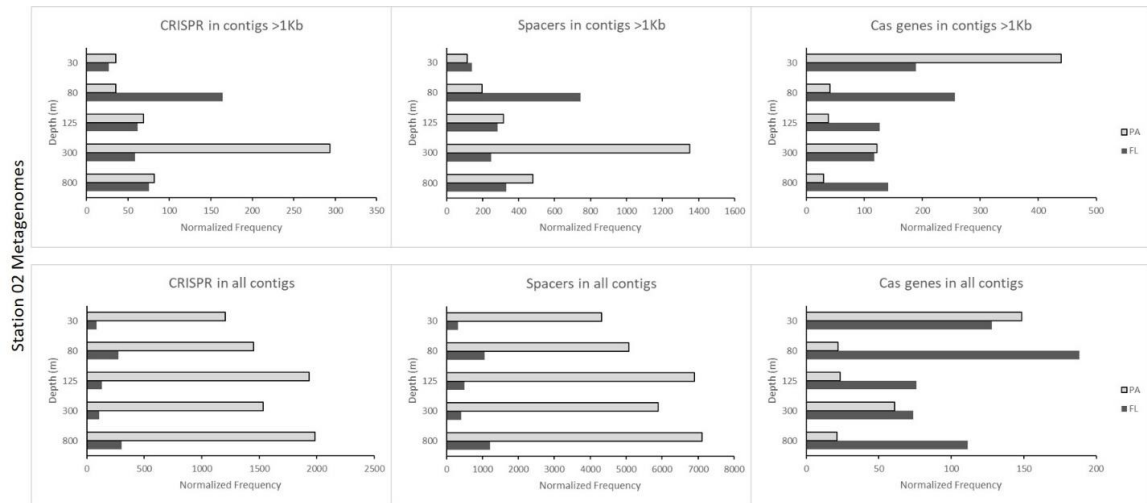 Station 02 Metagenomes
CRISPR in contigs >1Kb
Depth (m)
30
80
125
300
800
0 50 100 150 200 250 300 350
Normalized Frequency
Spacers in contigs >1Kb
Depth (m)
30
80
125
300
800
0 200 400 600 800 1000 1200 1400 1600
Normalized Frequency
Cas genes in contigs >1Kb
Depth (m)
30
80
125
300
800
0 100 200 300 400 500
Normalized Frequency
PA
FL
CRISPR in all contigs
Depth (m)
30
80
125
300
800
0 500 1000 1500 2000 2500
Normalized Frequency
Spacers in all contigs
Depth (m)
30
80
125
300
800
0 1000 2000 3000 4000 5000 6000 7000 8000
Normalized Frequency
Cas genes in all contigs
Depth (m)
30
80
125
300
800
0 50 100 150 200
Normalized Frequency
PA
FL